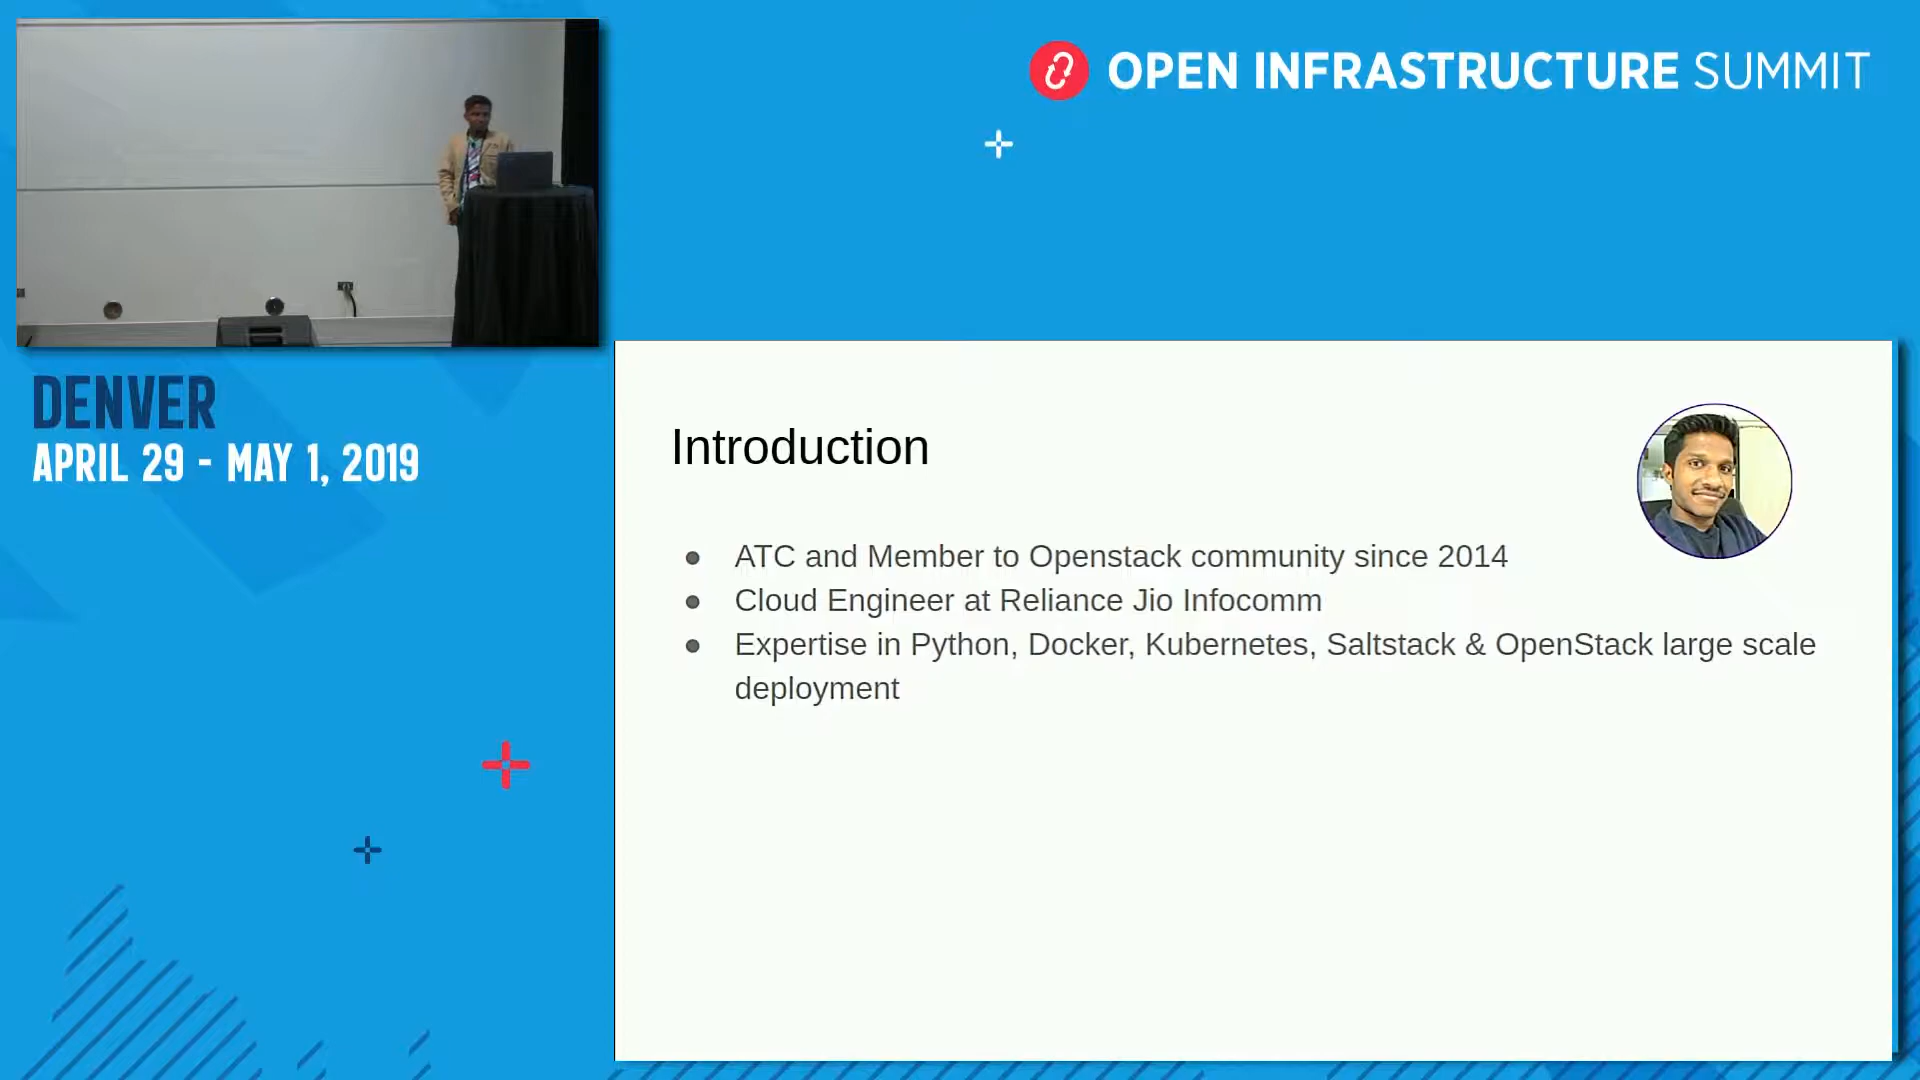 OPEN INFRASTRUCTURE SUMMIT
DENVER
APRIL 29 - MAY 1, 2019
Introduction
● ATC and Member to Openstack community since 2014
● Cloud Engineer at Reliance Jio Infocomm
● Expertise in Python, Docker, Kubernetes, Saltstack & OpenStack large scale
deployment